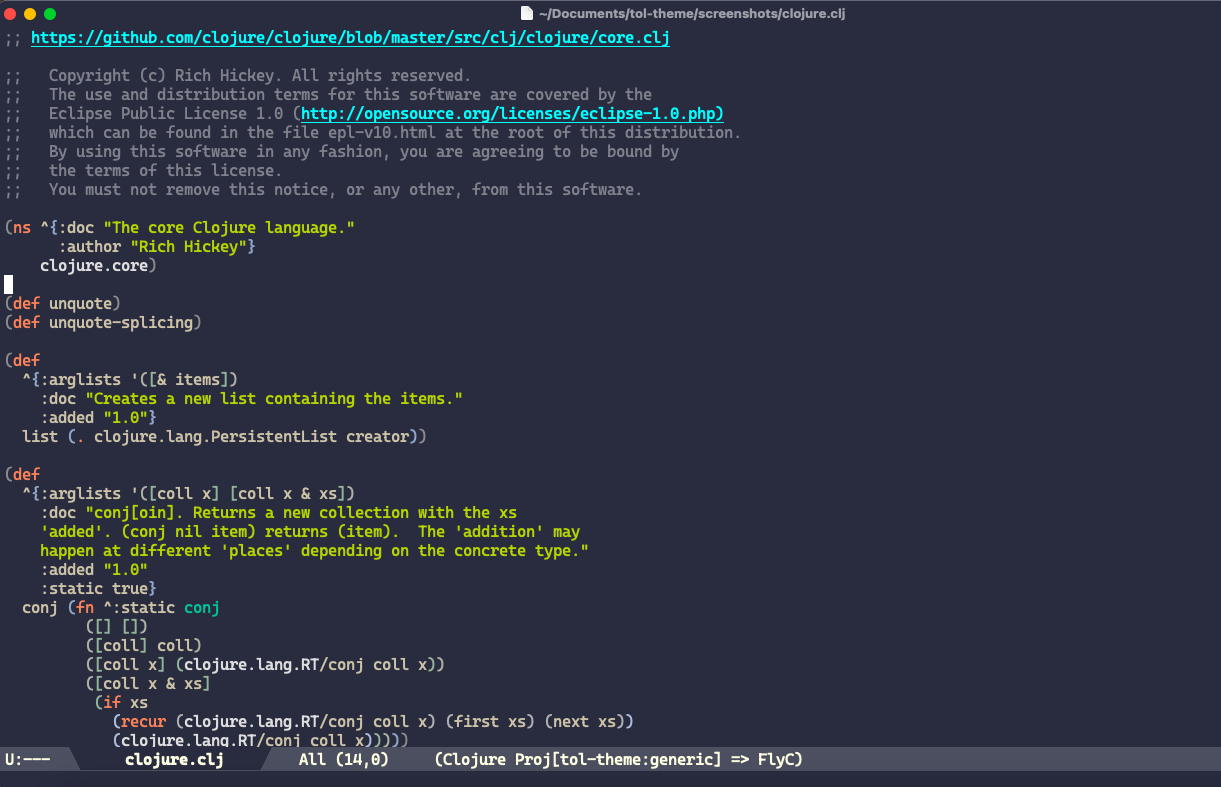 ~/Documents/tol-theme/screenshots/clojure.clj
;; https://github.com/clojure/clojure/blob/master/src/clj/clojure/core.clj
;;   Copyright (c) Rich Hickey. All rights reserved.
;;   The use and distribution terms for this software are covered by the
;;   Eclipse Public License 1.0 (http://opensource.org/licenses/eclipse-1.0.php)
;;   which can be found in the file epl-v10.html at the root of this distribution.
;;   By using this software in any fashion, you are agreeing to be bound by
;;   the terms of this license.
;;   You must not remove this notice, or any other, from this software.
(ns ^{:doc "The core Clojure language."
      :author "Rich Hickey"}
    clojure.core)
(def unquote)
(def unquote-splicing)
(def
  ^{:arglists '([& items])
    :doc "Creates a new list containing the items."
    :added "1.0"}
  list (. clojure.lang.PersistentList creator))
(def
  ^{:arglists '([coll x] [coll x & xs])
    :doc "conj[oin]. Returns a new collection with the xs
    'added'. (conj nil item) returns (item).  The 'addition' may
    happen at different 'places' depending on the concrete type."
    :added "1.0"
    :static true}
  conj (fn ^:static conj
         ([] [])
         ([coll] coll)
         ([coll x] (clojure.lang.RT/conj coll x))
         ([coll x & xs]
          (if xs
            (recur (clojure.lang.RT/conj coll x) (first xs) (next xs))
            (clojure.lang.RT/conj coll x)))))
U:---  clojure.clj  All (14,0)  (Clojure Proj[tol-theme:generic] => FlyC)